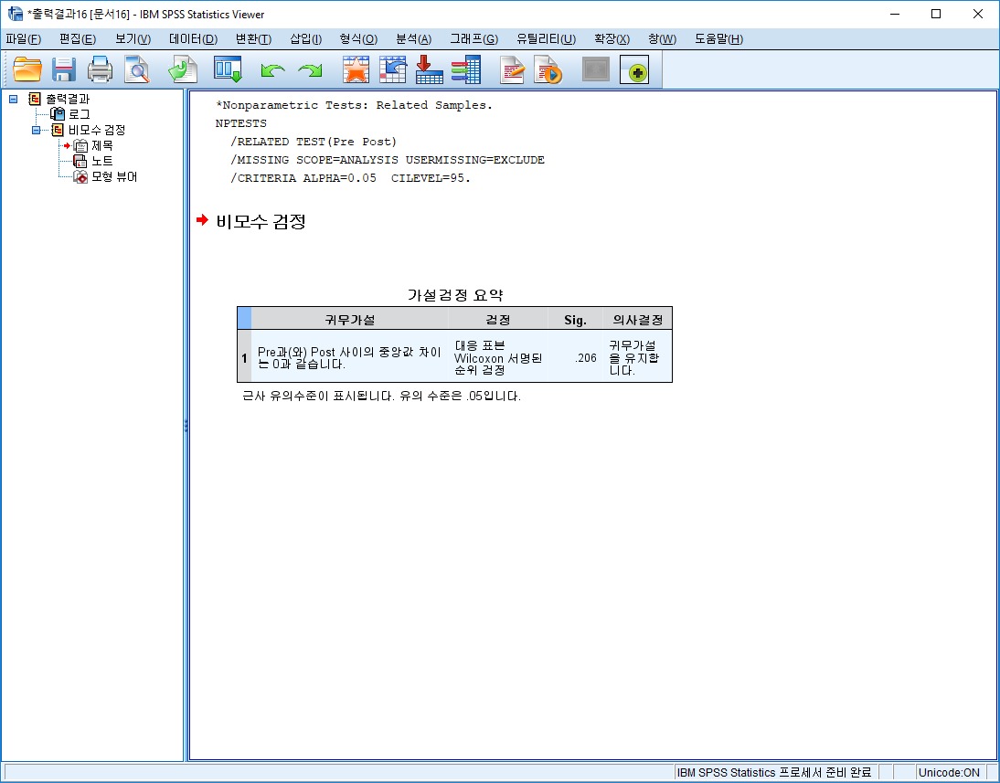 *출력결과16 [문서16] - IBM SPSS Statistics Viewer
파일(F) 편집(E) 보기(V) 데이터(D) 변환(T) 삽입(I) 형식(O) 분석(A) 그래프(G) 유틸리티(U) 확장(X) 창(W) 도움말(H)
출력결과
로그
비모수 검정
제목
노트
모형 뷰어
*Nonparametric Tests: Related Samples.
NPTESTS
/RELATED TEST(Pre Post)
/MISSING SCOPE=ANALYSIS USERMISSING=EXCLUDE
/CRITERIA ALPHA=0.05  CILEVEL=95.
비모수 검정
가설검정 요약
귀무가설 검정 Sig. 의사결정
1
Pre과(와) Post 사이의 중앙값 차이
는 0과 같습니다.
대응 표본
Wilcoxon 서명된
순위 검정
.206
귀무가설
을 유지합
니다.
근사 유의수준이 표시됩니다. 유의 수준은 .05입니다.
IBM SPSS Statistics 프로세서 준비 완료 Unicode:ON